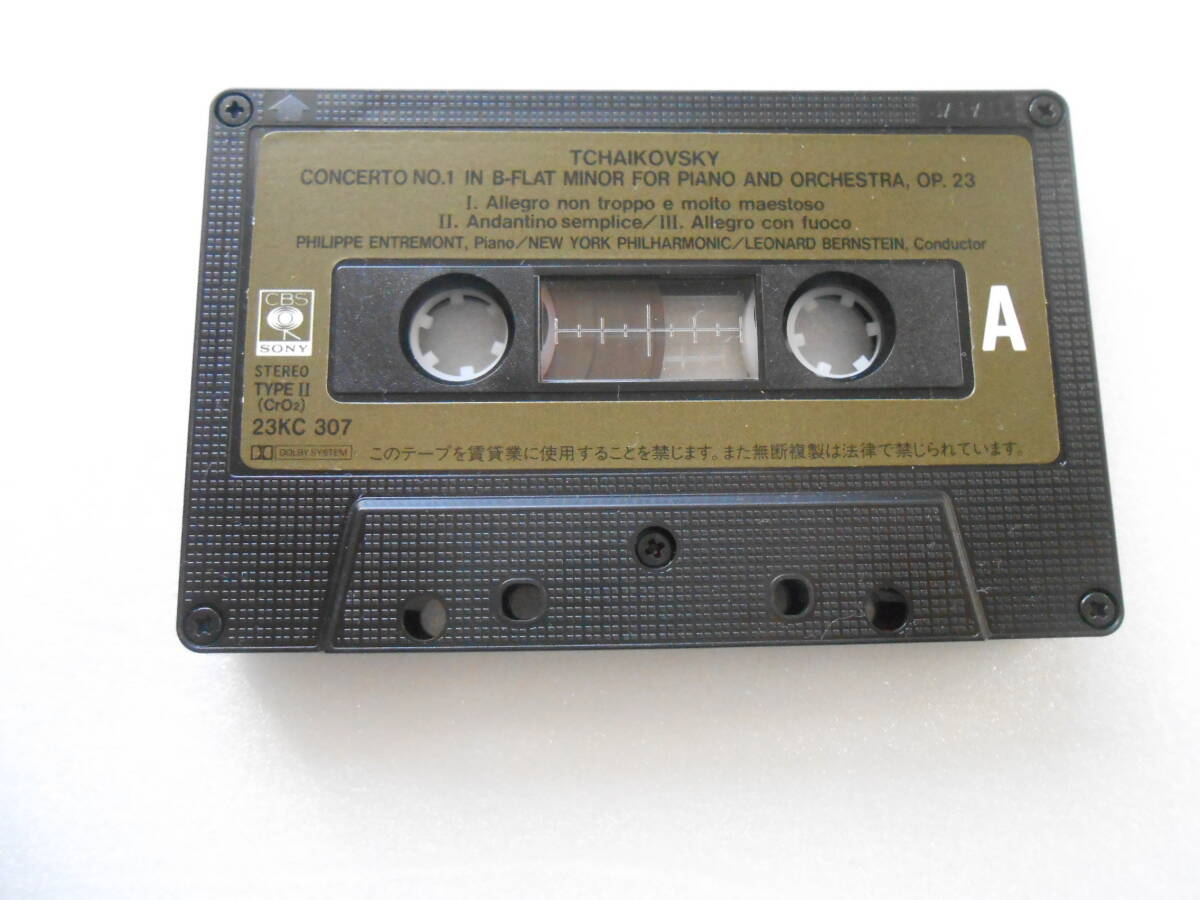 TCHAIKOVSKY
CONCERTO NO.1 IN B-FLAT MINOR FOR PIANO AND ORCHESTRA, OP. 23
I. Allegro non troppo e molto maestoso
II. Andantino semplice/III. Allegro con fuoco
PHILIPPE ENTREMONT, Piano/NEW YORK PHILHARMONIC/LEONARD BERNSTEIN, Conductor
A
CBS
SONY
STEREO
TYPE II
(CrO2)
23KC 307
DOLBY SYSTEM このテープを賃貸業に使用することを禁じます。また無断複製は法律で禁じられています。